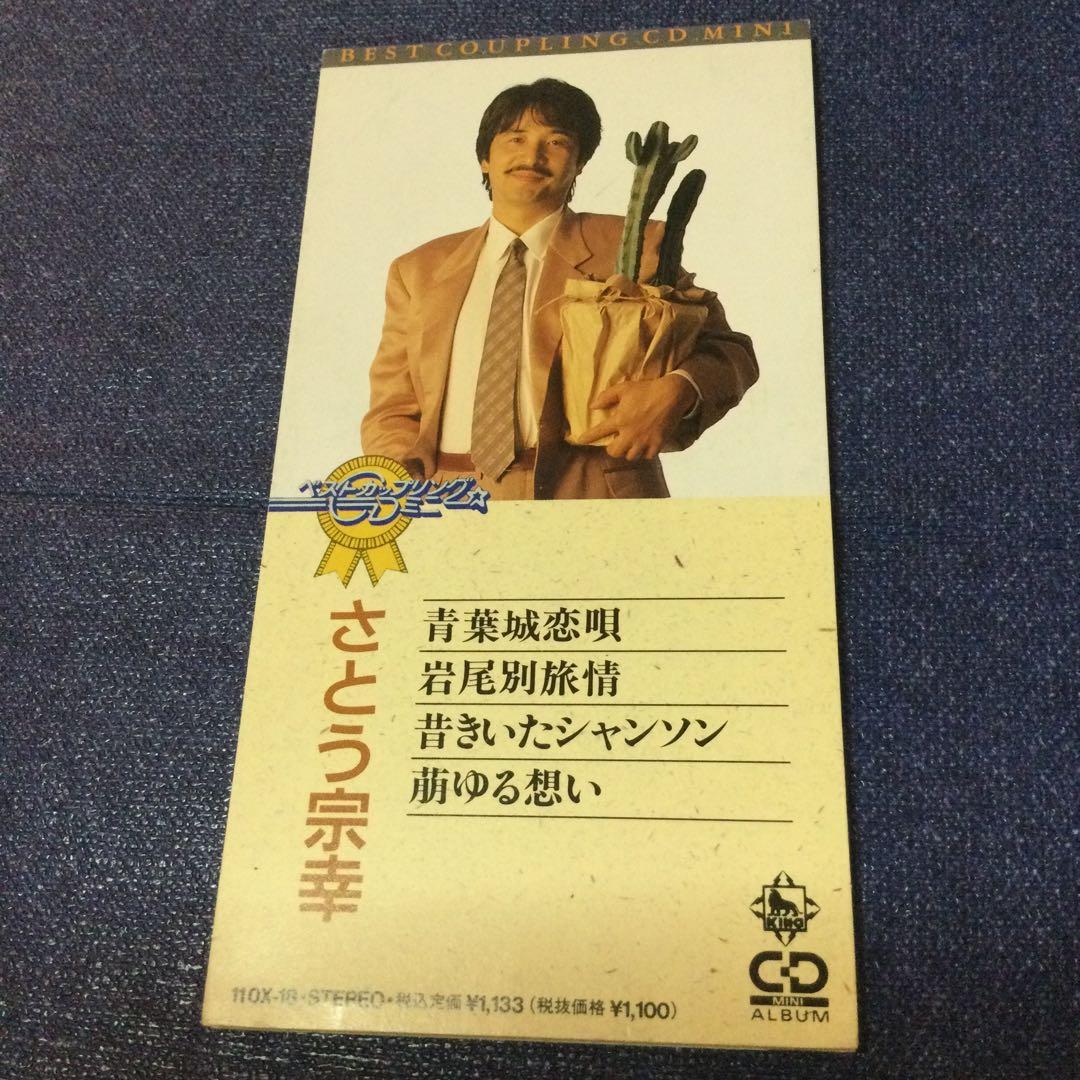 BEST COUPLING CD MINI
ベストカップリング☆
CDミニ
さとう宗幸
青葉城恋唄
岩尾別旅情
昔きいたシャンソン
萠ゆる想い
KING
CD
MINI
ALBUM
110X-18・STEREO・税込定価¥1,133(税抜価格¥1,100)